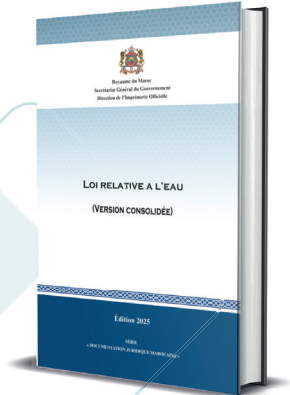 Royaume du Maroc
Secrétariat Général du Gouvernement
Direction de l'Imprimerie Officielle
LOI RELATIVE A L'EAU
(VERSION CONSOLIDÉE)
Édition 2025
SÉRIE
« DOCUMENTATION JURIDIQUE MAROCAINE »